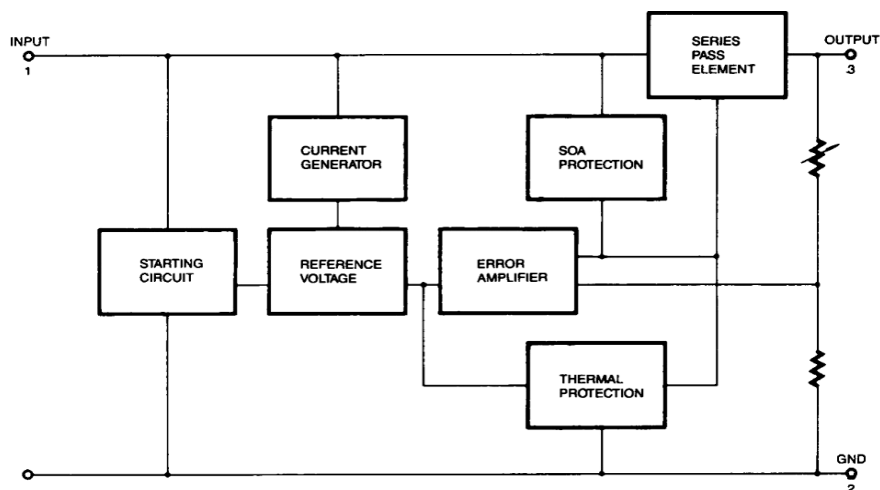 INPUT
1
SERIES
PASS
ELEMENT
OUTPUT
3
CURRENT
GENERATOR
SOA
PROTECTION
STARTING
CIRCUIT
REFERENCE
VOLTAGE
ERROR
AMPLIFIER
THERMAL
PROTECTION
GND
2